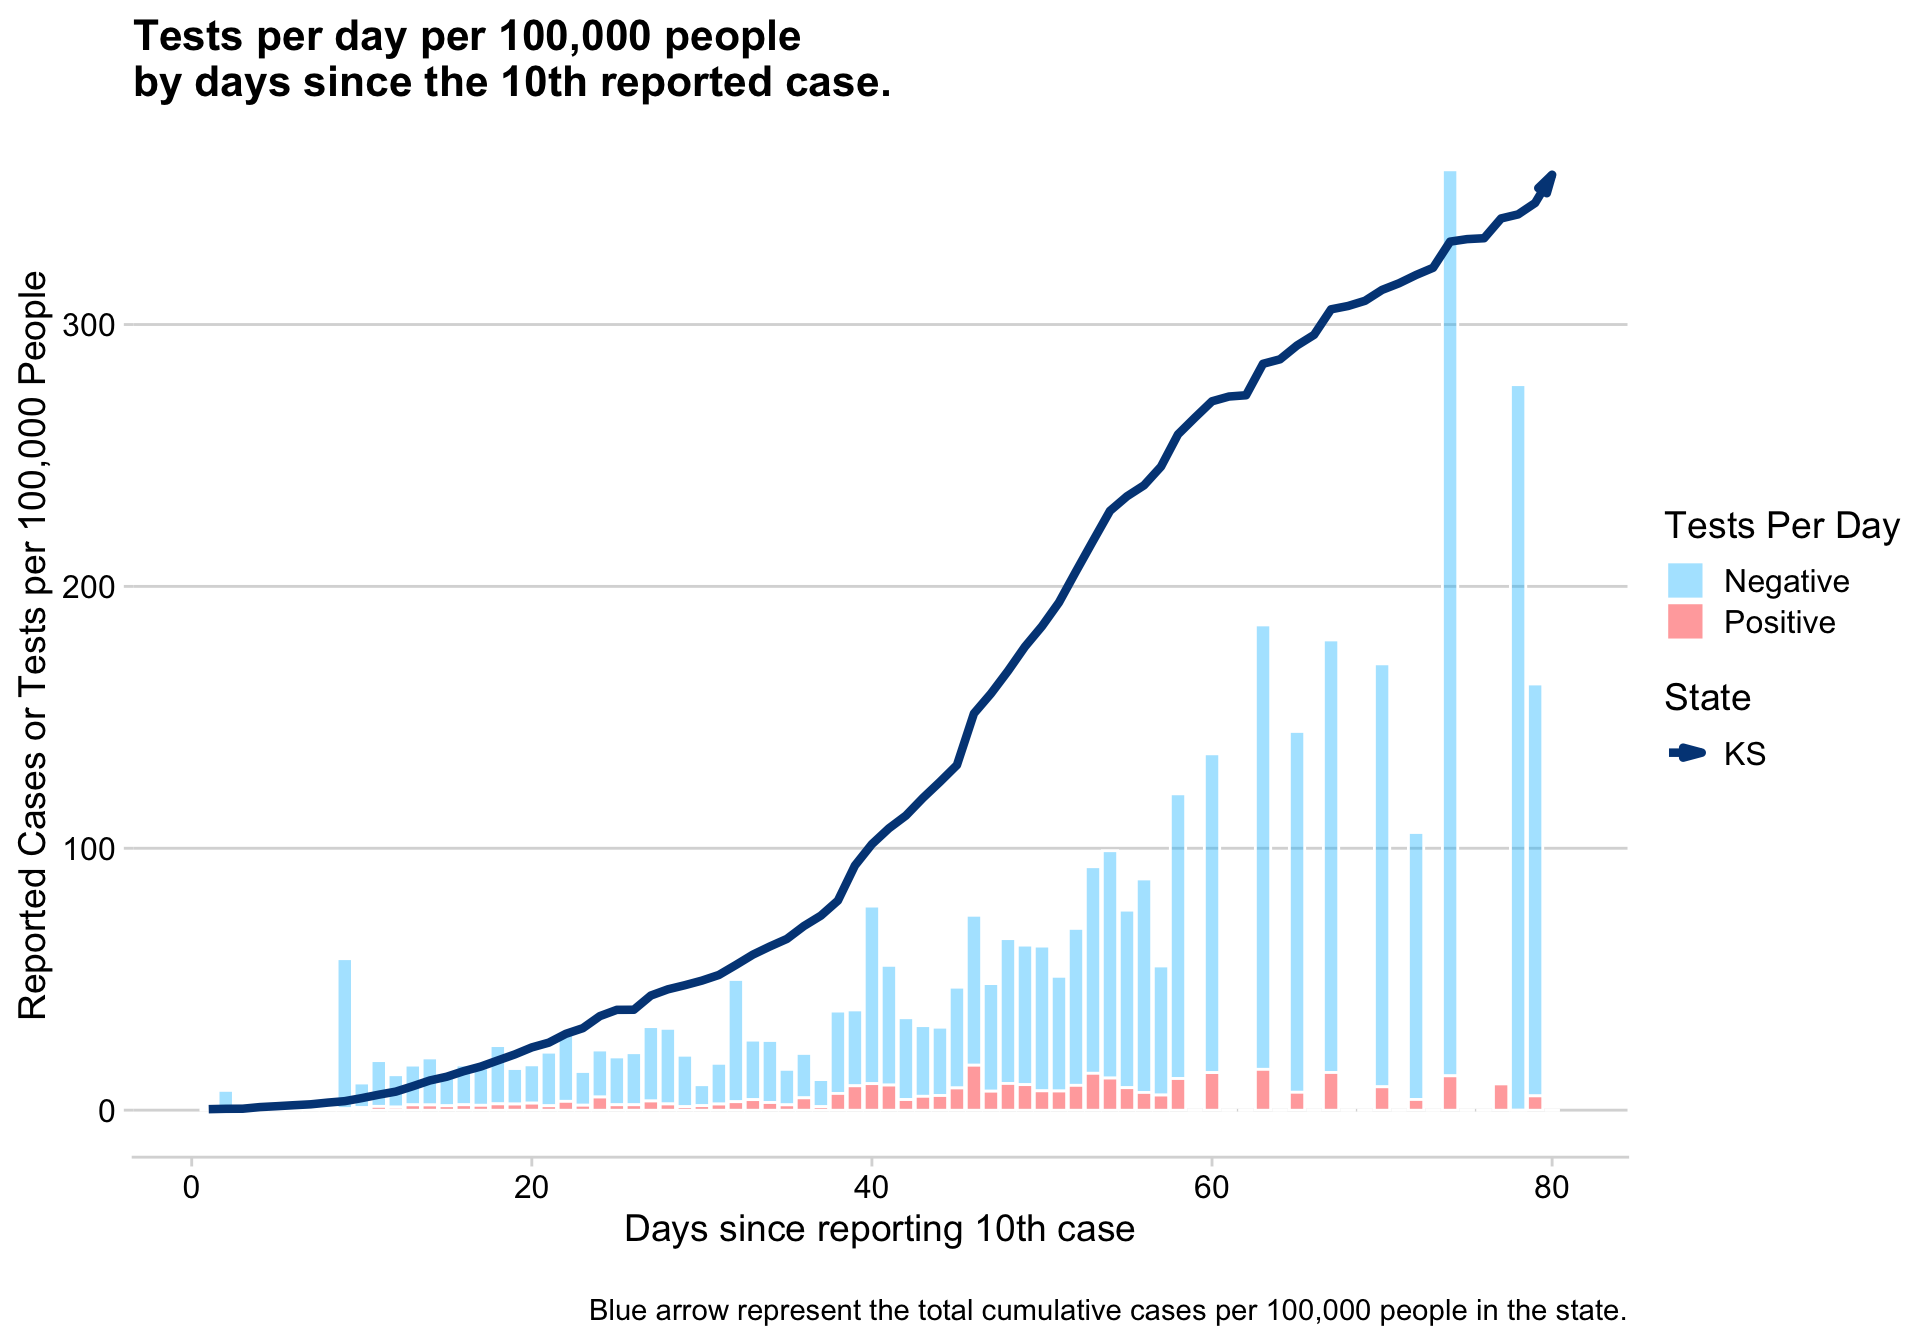 Tests per day per 100,000 people
by days since the 10th reported case.
Reported Cases or Tests per 100,000 People
300
200
100
0
0 20 40 60 80
Days since reporting 10th case
Tests Per Day
Negative
Positive
State
KS
Blue arrow represent the total cumulative cases per 100,000 people in the state.